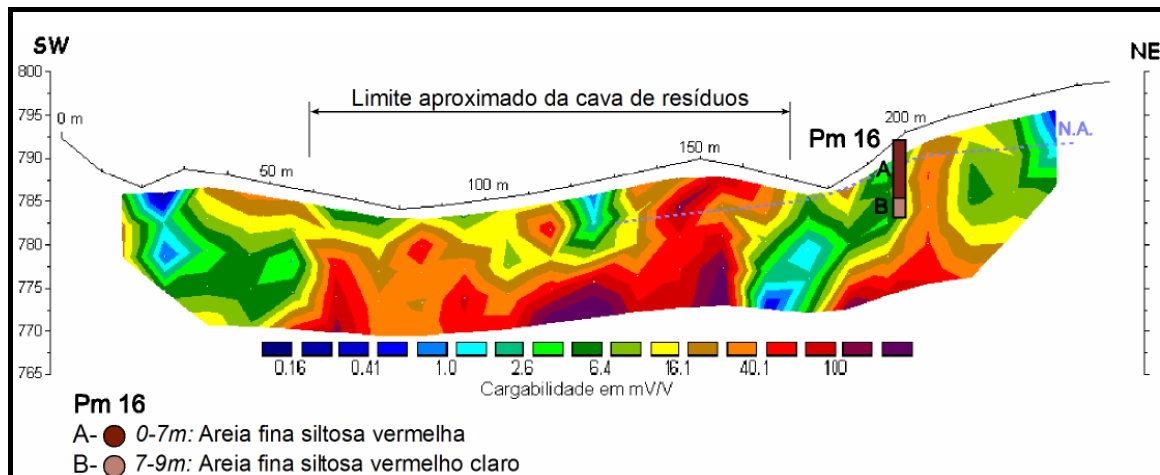 SW
NE
800
795
790
785
780
775
770
765
0 m
50 m
100 m
150 m
200 m
Limite aproximado da cava de resíduos
Pm 16
A
B
N.A.
0.16 0.41 1.0 2.6 6.4 16.1 40.1 100
Cargabilidade em mV/V
Pm 16
A- 0-7m: Areia fina siltosa vermelha
B- 7-9m: Areia fina siltosa vermelho claro